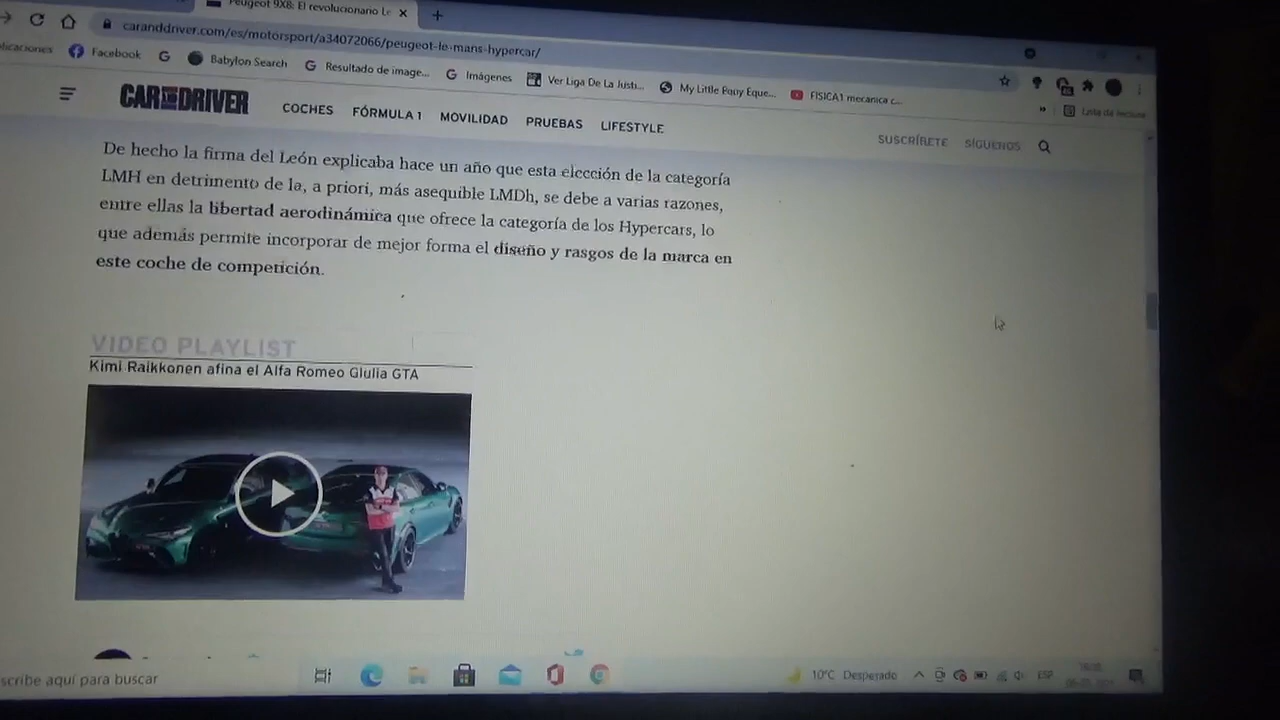 Peugeot 9X8: El revolucionario Le
caranddriver.com/es/motorsport/a34072066/peugeot-le-mans-hypercar/
Facebook
Babylon Search
Resultado de image...
Imágenes
Ver Liga De La Justi...
My Little Pony Eque...
FISICA1 mecanica c...
Lista de lectura
CAR AND DRIVER
COCHES
FÓRMULA 1
MOVILIDAD
PRUEBAS
LIFESTYLE
SUSCRÍBETE
SÍGUENOS
De hecho la firma del León explicaba hace un año que esta elección de la categoría
LMH en detrimento de la, a priori, más asequible LMDh, se debe a varias razones,
entre ellas la libertad aerodinámica que ofrece la categoría de los Hypercars, lo
que además permite incorporar de mejor forma el diseño y rasgos de la marca en
este coche de competición.
VIDEO PLAYLIST
Kimi Raikkonen afina el Alfa Romeo Giulia GTA
scribe aquí para buscar
10°C Despejado
ESP